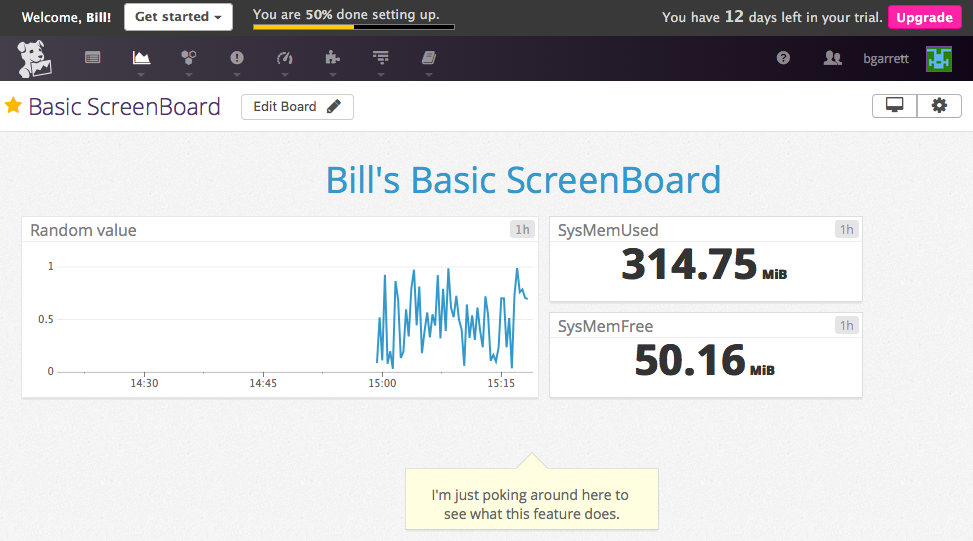 Welcome, Bill! Get started You are 50% done setting up. You have 12 days left in your trial. Upgrade
bgarrett
Basic ScreenBoard Edit Board
Bill's Basic ScreenBoard
Random value 1h
1
0.5
0
14:30 14:45 15:00 15:15
SysMemUsed 1h
314.75 MiB
SysMemFree 1h
50.16 MiB
I'm just poking around here to
see what this feature does.